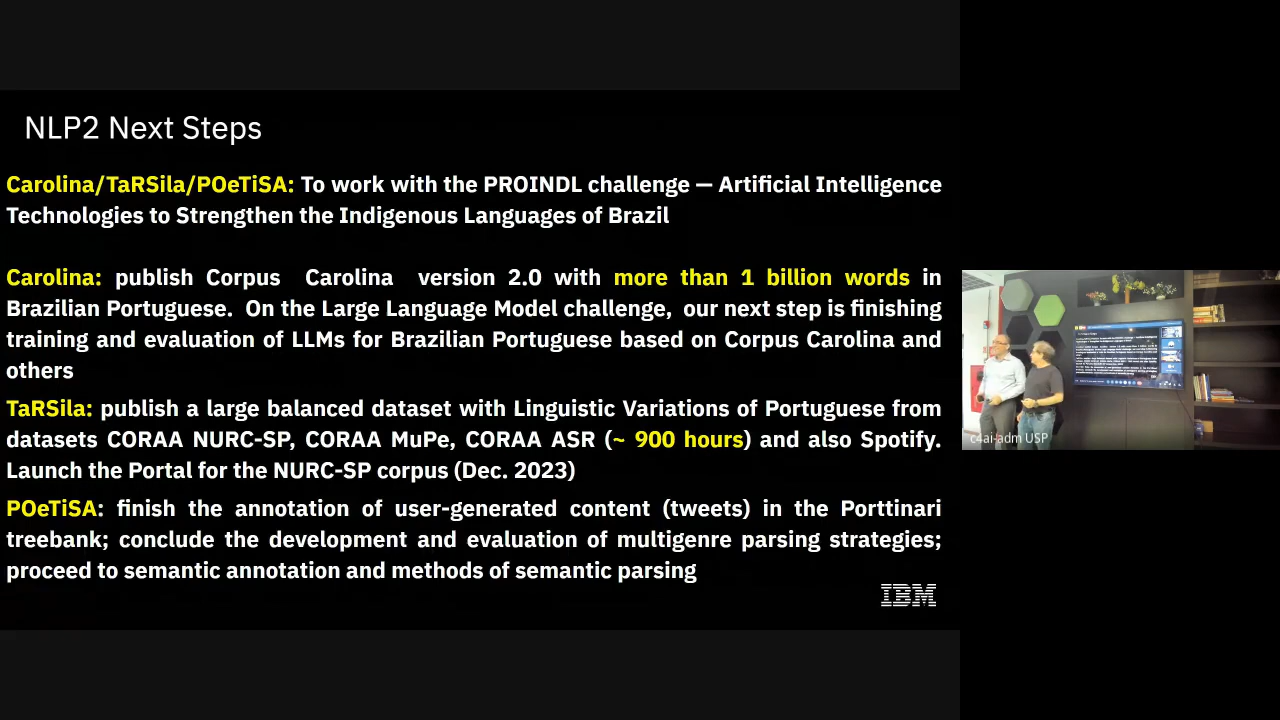 NLP2 Next Steps
Carolina/TaRSila/POeTiSA: To work with the PROINDL challenge — Artificial Intelligence
Technologies to Strengthen the Indigenous Languages of Brazil
Carolina: publish Corpus Carolina version 2.0 with more than 1 billion words in
Brazilian Portuguese. On the Large Language Model challenge, our next step is finishing
training and evaluation of LLMs for Brazilian Portuguese based on Corpus Carolina and
others
TaRSila: publish a large balanced dataset with Linguistic Variations of Portuguese from
datasets CORAA NURC-SP, CORAA MuPe, CORAA ASR (~ 900 hours) and also Spotify.
Launch the Portal for the NURC-SP corpus (Dec. 2023)
POeTiSA: finish the annotation of user-generated content (tweets) in the Porttinari
treebank; conclude the development and evaluation of multigenre parsing strategies;
proceed to semantic annotation and methods of semantic parsing
IBM
c4ai-adm USP